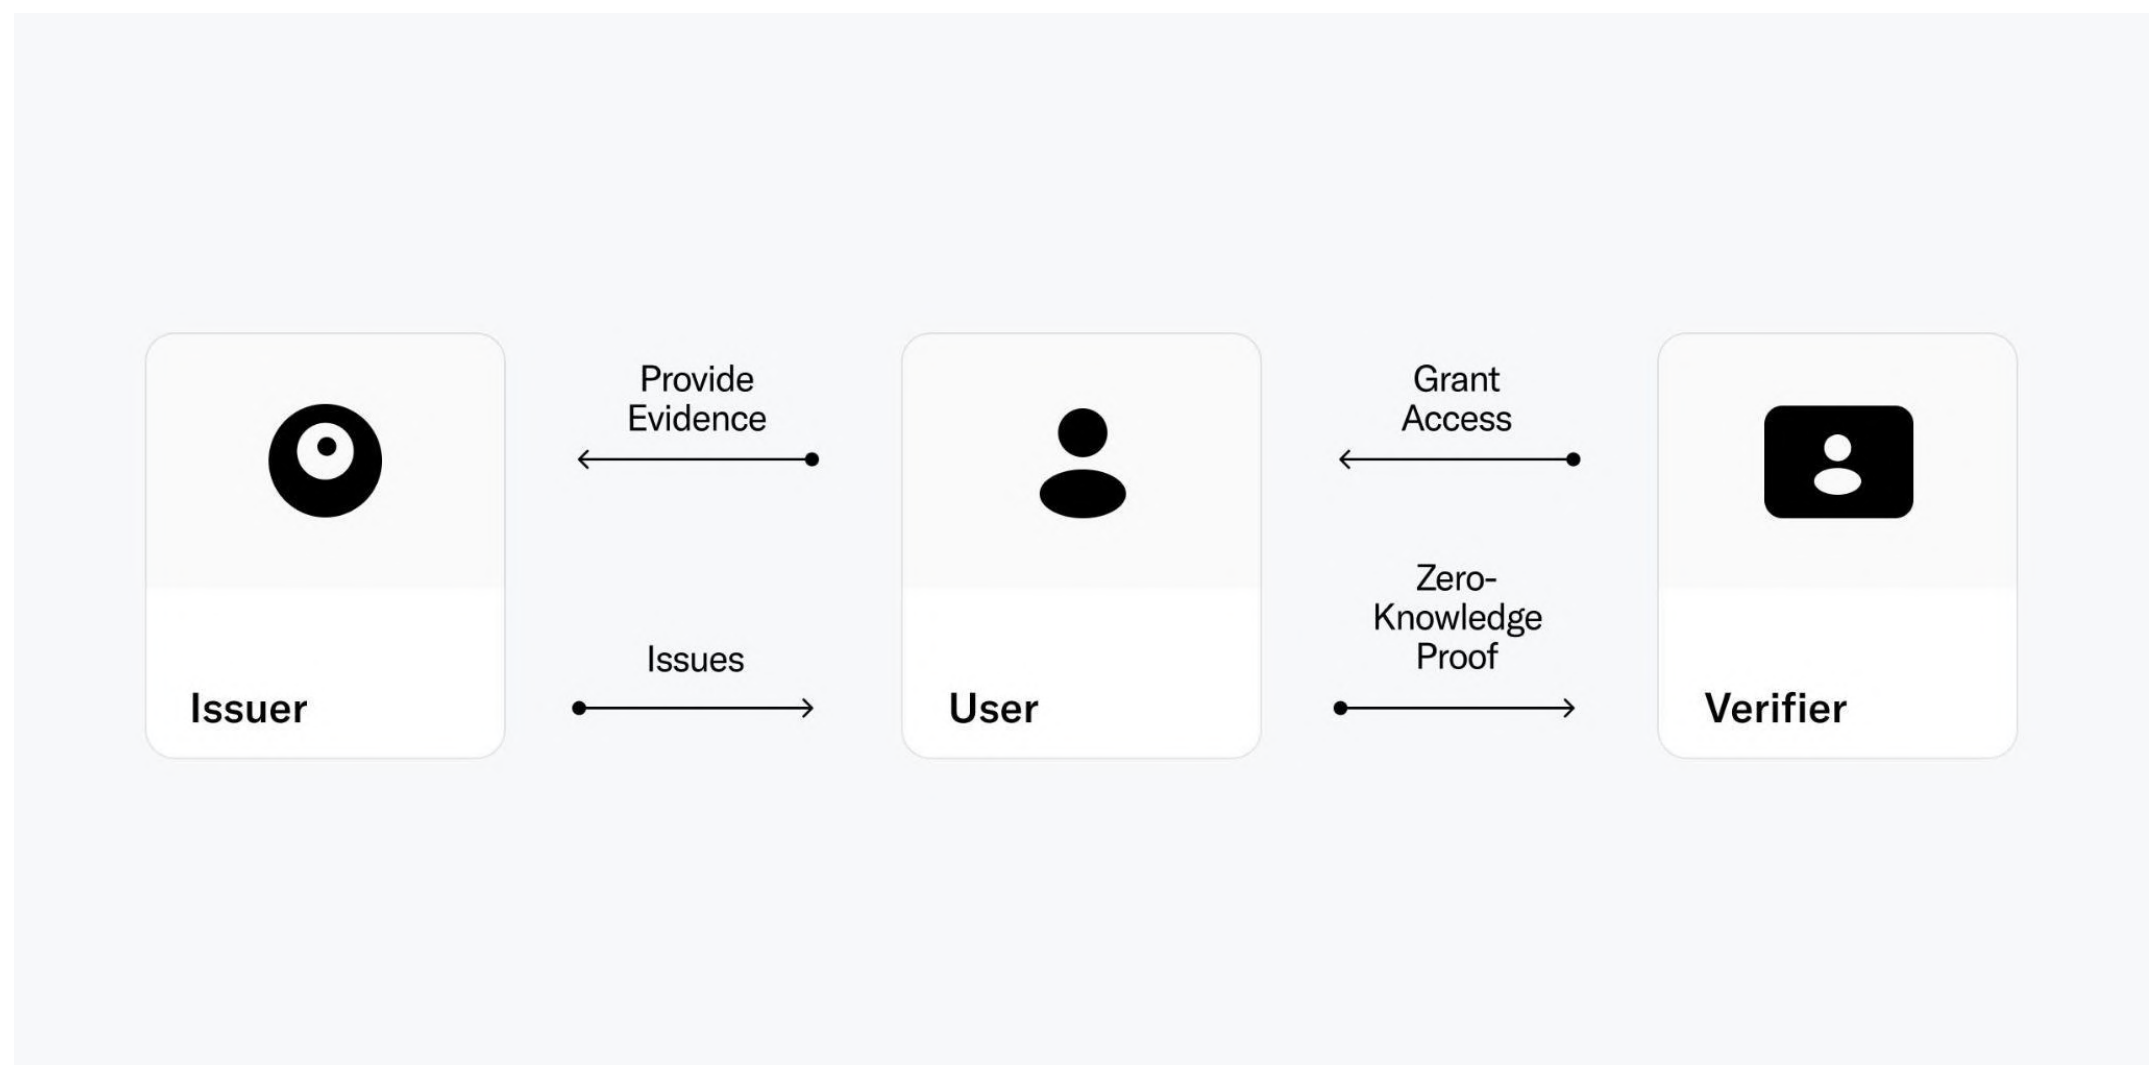 Provide
Evidence
Grant
Access
Zero-
Knowledge
Proof
Issues
Issuer
User
Verifier